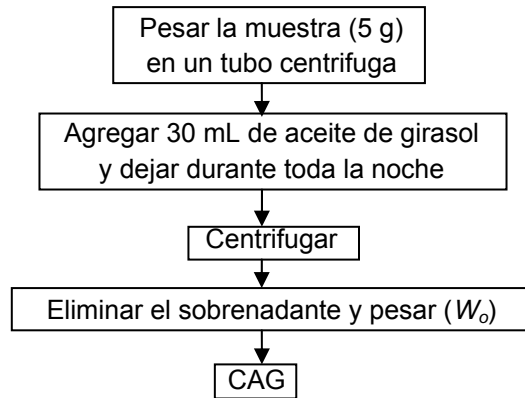 Pesar la muestra (5 g)
en un tubo centrifuga
Agregar 30 mL de aceite de girasol
y dejar durante toda la noche
Centrifugar
Eliminar el sobrenadante y pesar (Wo)
CAG